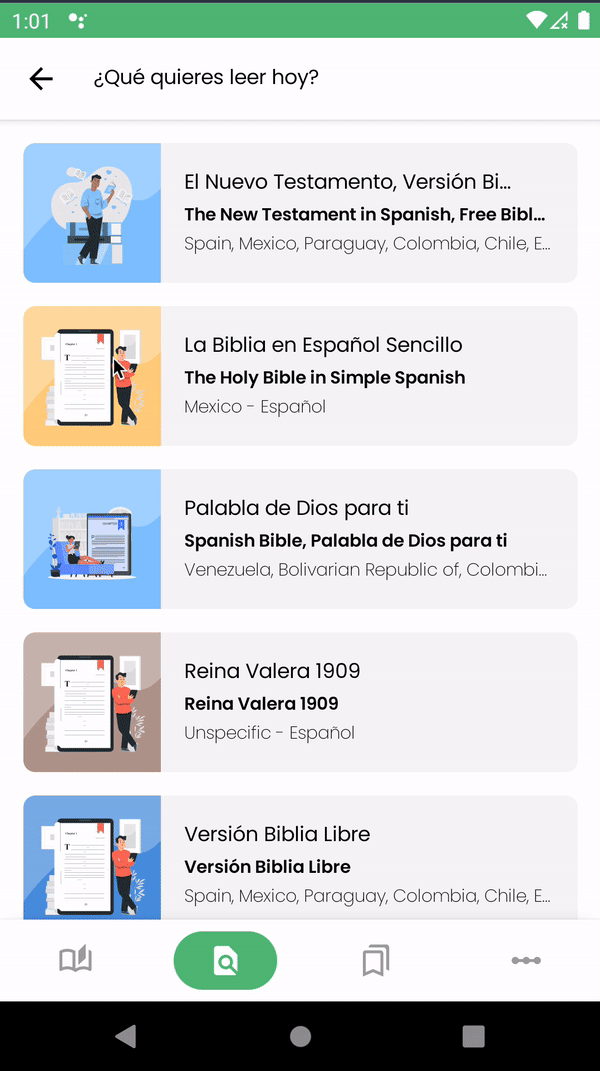 1:01
¿Qué quieres leer hoy?
El Nuevo Testamento, Versión Bi...
The New Testament in Spanish, Free Bibl...
Spain, Mexico, Paraguay, Colombia, Chile, E...
La Biblia en Español Sencillo
The Holy Bible in Simple Spanish
Mexico - Español
Palabla de Dios para ti
Spanish Bible, Palabla de Dios para ti
Venezuela, Bolivarian Republic of, Colombi...
Reina Valera 1909
Reina Valera 1909
Unspecific - Español
Versión Biblia Libre
Versión Biblia Libre
Spain, Mexico, Paraguay, Colombia, Chile, E...